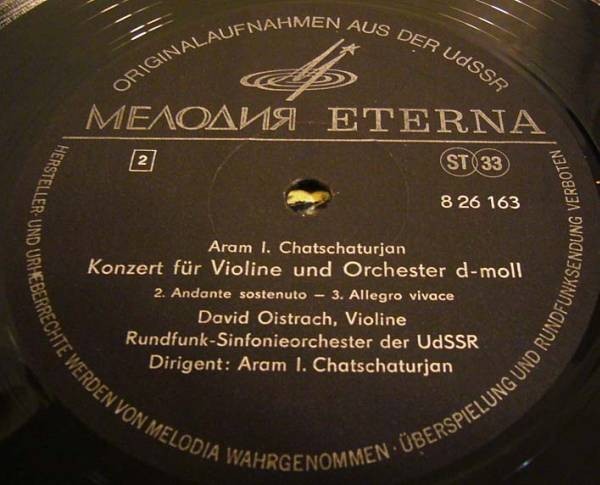 ORIGINALAUFNAHMEN AUS DER UdSSR
МЕЛОДИЯ ETERNA
2
ST 33
8 26 163
Aram I. Chatschaturjan
Konzert für Violine und Orchester d-moll
2. Andante sostenuto – 3. Allegro vivace
David Oistrach, Violine
Rundfunk-Sinfonieorchester der UdSSR
Dirigent: Aram I. Chatschaturjan
HERSTELLER- UND URHEBERRECHTE WERDEN VON MELODIA WAHRGENOMMEN · ÜBERSPIELUNG UND RUNDFUNKSENDUNG VERBOTEN